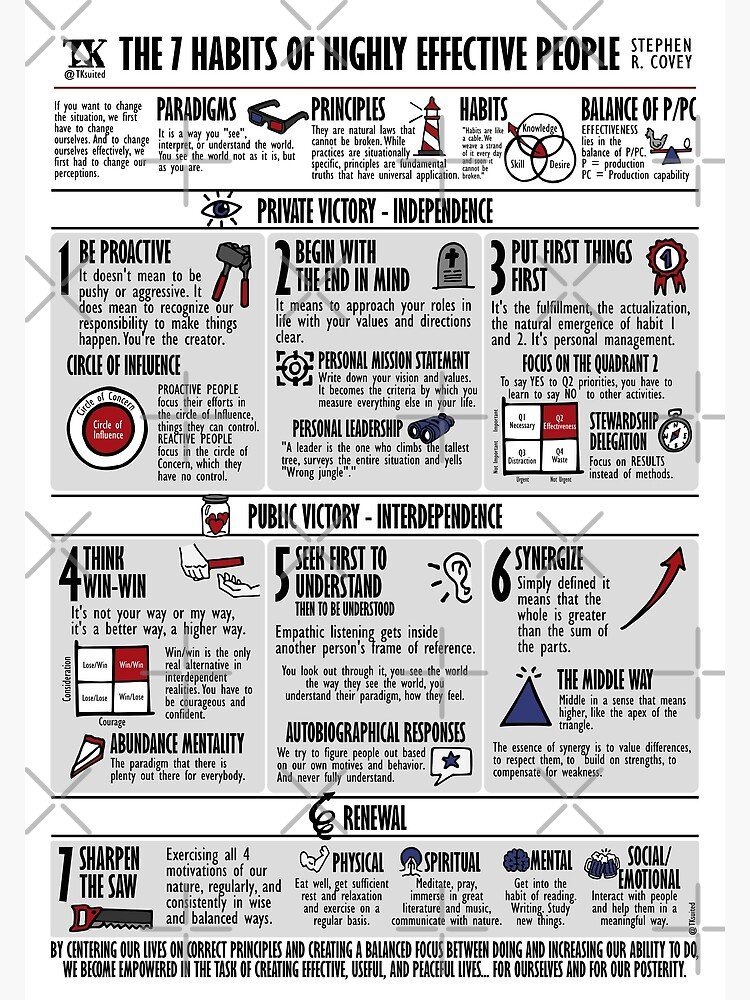 TK
@TKsuited
THE 7 HABITS OF HIGHLY EFFECTIVE PEOPLE
STEPHEN
R. COVEY
If you want to change
the situation, we first
have to change
ourselves. And to change
ourselves effectively, we
first had to change our
perceptions.
PARADIGMS
It is a way you "see",
interpret, or understand the world.
You see the world not as it is, but
as you are.
PRINCIPLES
They are natural laws that
cannot be broken. While
practices are situationally
specific, principles are fundamental
truths that have universal application.
HABITS
"Habits are like
a cable. We
weave a strand
of it every day
and soon it
cannot be
broken."
Knowledge
Skill
Desire
BALANCE OF P/PC
EFFECTIVENESS
lies in the
balance of P/PC.
P = production
PC = Production capability
PRIVATE VICTORY - INDEPENDENCE
1 BE PROACTIVE
It doesn't mean to be
pushy or aggressive. It
does mean to recognize our
responsibility to make things
happen. You're the creator.
CIRCLE OF INFLUENCE
Circle of Concern
Circle of
Influence
PROACTIVE PEOPLE
focus their efforts in
the circle of Influence,
things they can control.
REACTIVE PEOPLE
focus in the circle of
Concern, which they
have no control.
2 BEGIN WITH
THE END IN MIND
It means to approach your roles in
life with your values and directions
clear.
PERSONAL MISSION STATEMENT
Write down your vision and values.
It becomes the criteria by which you
measure everything else in your life.
PERSONAL LEADERSHIP
"A leader is the one who climbs the tallest
tree, surveys the entire situation and yells
"Wrong jungle"."
3 PUT FIRST THINGS
FIRST
1
It's the fulfillment, the actualization,
the natural emergence of habit 1
and 2. It's personal management.
FOCUS ON THE QUADRANT 2
To say YES to Q2 priorities, you have to
learn to say NO to other activities.
Important
Not Important
Q1
Necessary
Q2
Effectiveness
Q3
Distraction
Q4
Waste
Urgent
Not Urgent
STEWARDSHIP
DELEGATION
Focus on RESULTS
instead of methods.
PUBLIC VICTORY - INTERDEPENDENCE
4 THINK
WIN-WIN
It's not your way or my way,
it's a better way, a higher way.
Consideration
Lose/Win
Win/Win
Lose/Lose
Win/Lose
Courage
Win/win is the only
real alternative in
interdependent
realities. You have to
be courageous and
confident.
ABUNDANCE MENTALITY
The paradigm that there is
plenty out there for everybody.
5 SEEK FIRST TO
UNDERSTAND
THEN TO BE UNDERSTOOD
Empathic listening gets inside
another person's frame of reference.
You look out through it, you see the world
the way they see the world, you
understand their paradigm, how they feel.
AUTOBIOGRAPHICAL RESPONSES
We try to figure people out based
on our own motives and behavior.
And never fully understand.
6 SYNERGIZE
Simply defined it
means that the
whole is greater
than the sum of
the parts.
THE MIDDLE WAY
Middle in a sense that means
higher, like the apex of the
triangle.
The essence of synergy is to value differences,
to respect them, to build on strengths, to
compensate for weakness.
RENEWAL
7 SHARPEN
THE SAW
Exercising all 4
motivations of our
nature, regularly, and
consistently in wise
and balanced ways.
PHYSICAL
Eat well, get sufficient
rest and relaxation
and exercise on a
regular basis.
SPIRITUAL
Meditate, pray,
immerse in great
literature and music,
communicate with nature.
MENTAL
Get into the
habit of reading.
Writing. Study
new things.
SOCIAL/
EMOTIONAL
Interact with people
and help them in a
meaningful way.
@TKsuited
BY CENTERING OUR LIVES ON CORRECT PRINCIPLES AND CREATING A BALANCED FOCUS BETWEEN DOING AND INCREASING OUR ABILITY TO DO,
WE BECOME EMPOWERED IN THE TASK OF CREATING EFFECTIVE, USEFUL, AND PEACEFUL LIVES... FOR OURSELVES AND FOR OUR POSTERITY.